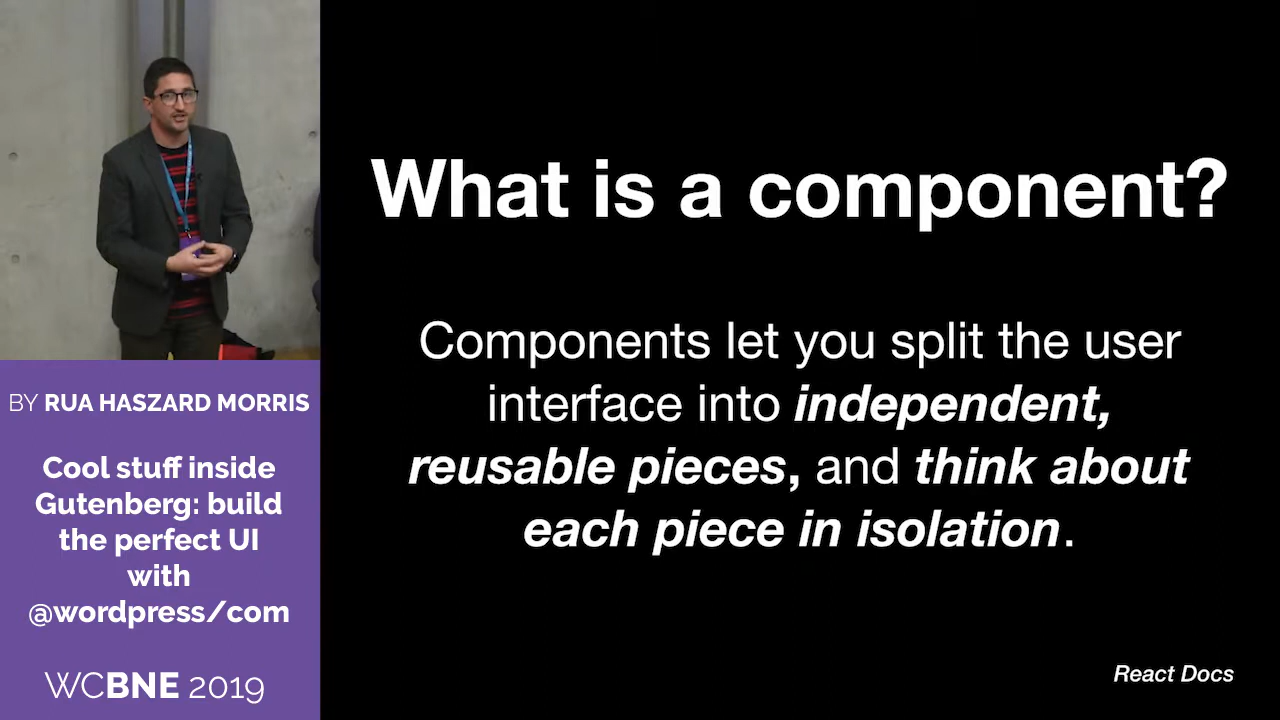 BY RUA HASZARD MORRIS
Cool stuff inside
Gutenberg: build
the perfect UI
with
@wordpress/com
WCBNE 2019
What is a component?
Components let you split the user
interface into independent,
reusable pieces, and think about
each piece in isolation.
React Docs